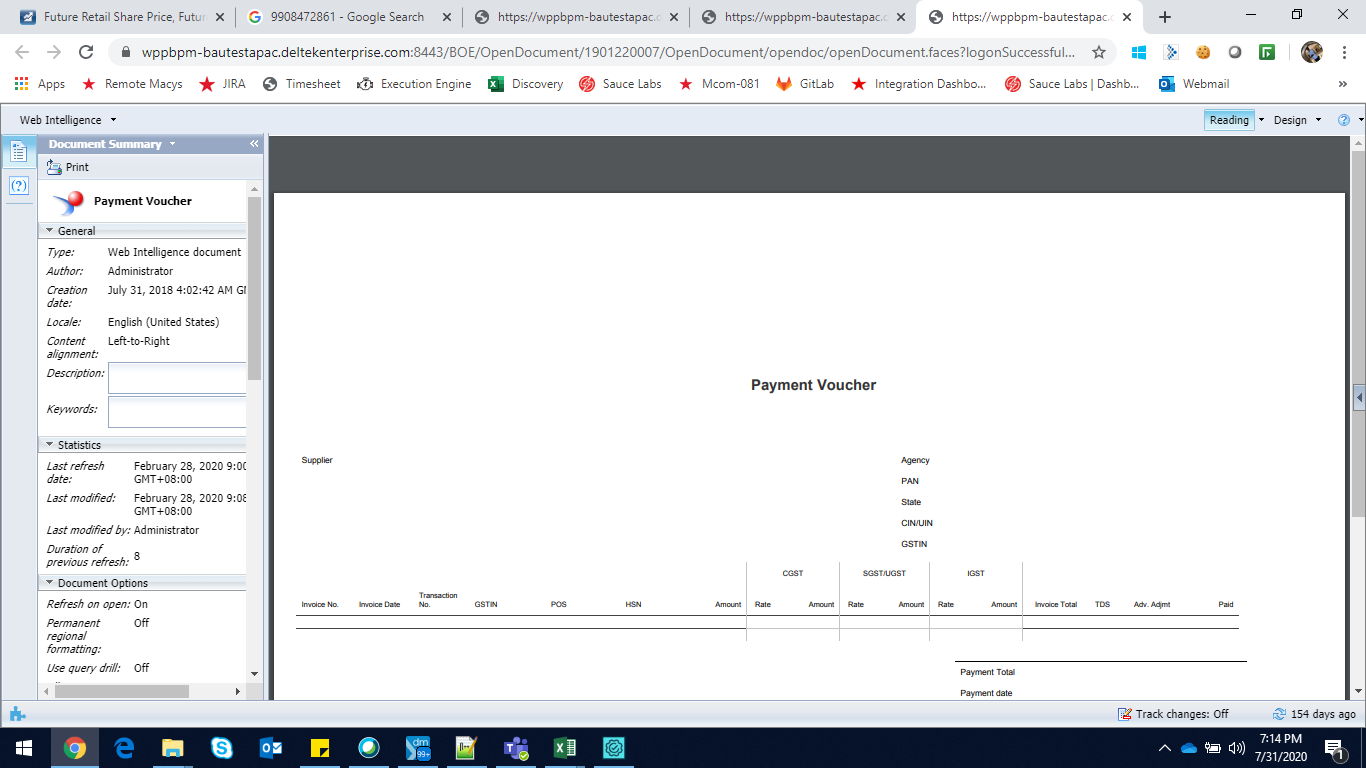 Future Retail Share Price, Futur
9908472861 - Google Search
https://wppbpm-bautestapac.c
https://wppbpm-bautestapac.c
https://wppbpm-bautestapac.c
wppbpm-bautestapac.deltekenterprise.com:8443/BOE/OpenDocument/1901220007/OpenDocument/opendoc/openDocument.faces?logonSuccessful...
Apps
Remote Macys
JIRA
Timesheet
Execution Engine
Discovery
Sauce Labs
Mcom-081
GitLab
Integration Dashbo...
Sauce Labs | Dashb...
Webmail
»
Web Intelligence
Reading
Design
Document Summary
Print
Payment Voucher
General
Type: Web Intelligence document
Author: Administrator
Creation date: July 31, 2018 4:02:42 AM GM
Locale: English (United States)
Content alignment: Left-to-Right
Description:
Keywords:
Statistics
Last refresh date: February 28, 2020 9:00 GMT+08:00
Last modified: February 28, 2020 9:08 GMT+08:00
Last modified by: Administrator
Duration of previous refresh: 8
Document Options
Refresh on open: On
Permanent regional formatting: Off
Use query drill: Off
Payment Voucher
Supplier
Agency
PAN
State
CIN/UIN
GSTIN
CGST SGST/UGST IGST
Invoice No. Invoice Date Transaction No. GSTIN POS HSN Amount Rate Amount Rate Amount Rate Amount Invoice Total TDS Adv. Adjmt Paid
Payment Total
Payment date
Track changes: Off
154 days ago
dm
99+
7:14 PM
7/31/2020
1